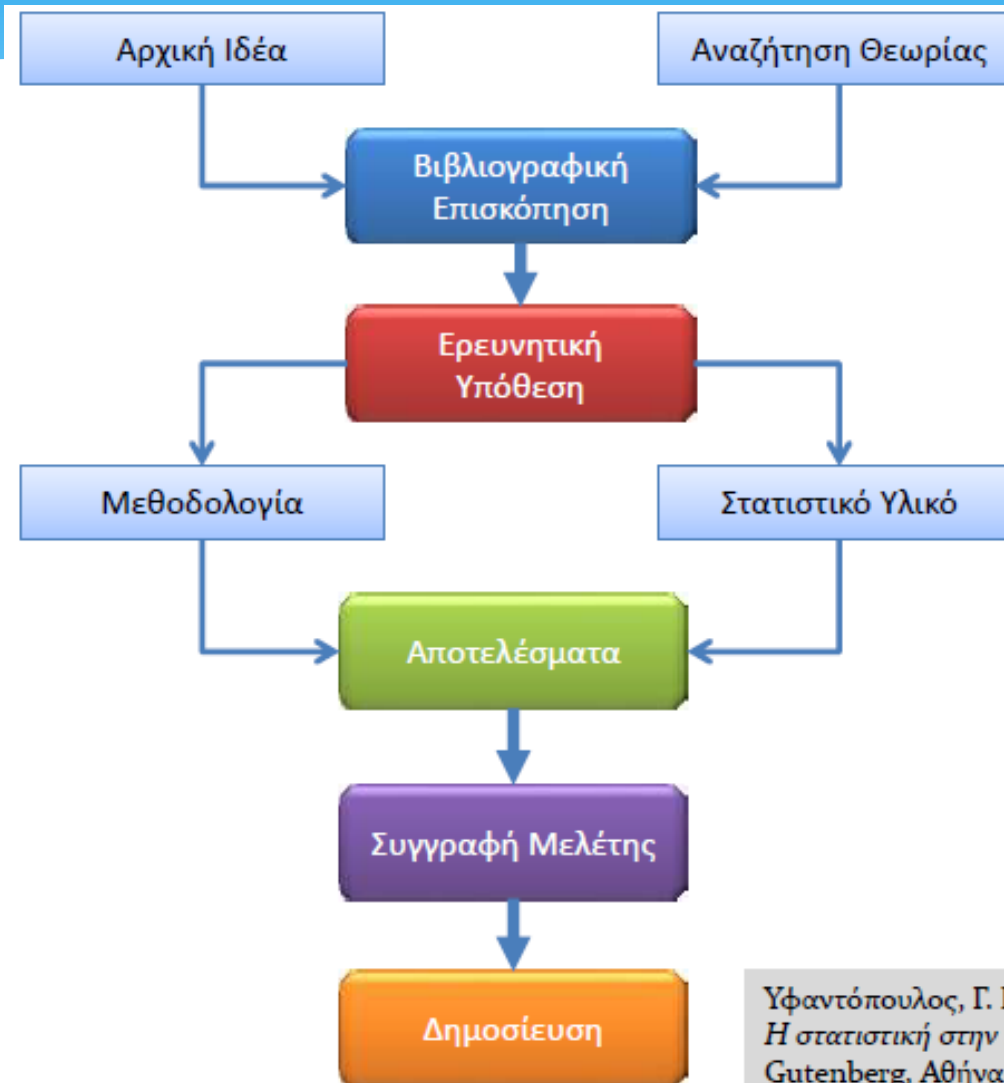 Αρχική Ιδέα
Αναζήτηση Θεωρίας
Βιβλιογραφική
Επισκόπηση
Ερευνητική
Υπόθεση
Μεθοδολογία
Στατιστικό Υλικό
Αποτελέσματα
Συγγραφή Μελέτης
Δημοσίευση
Υφαντόπουλος, Γ.
Η στατιστική στην
Gutenberg, Αθήνα